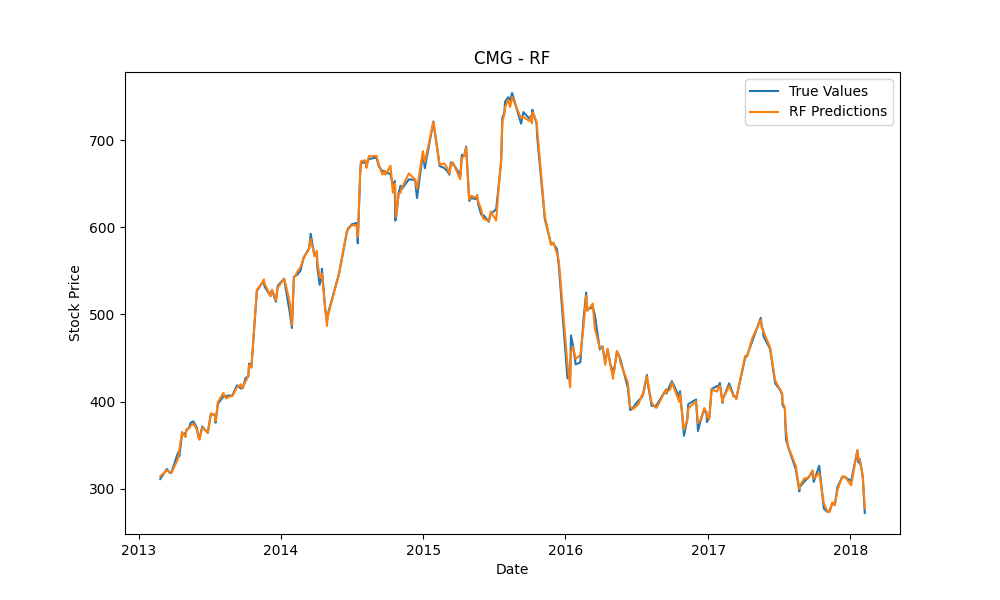 CMG - RF
True Values
RF Predictions
700
600
500
400
300
Stock Price
2013 2014 2015 2016 2017 2018
Date